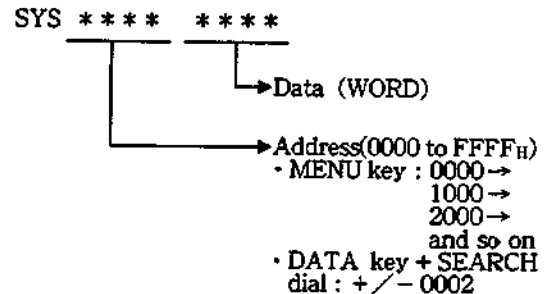 SYS **** ****
Data (WORD)
Address(0000 to FFFFH)
・MENU key : 0000→
1000→
2000→
and so on
・DATA key + SEARCH
dial : +/−0002